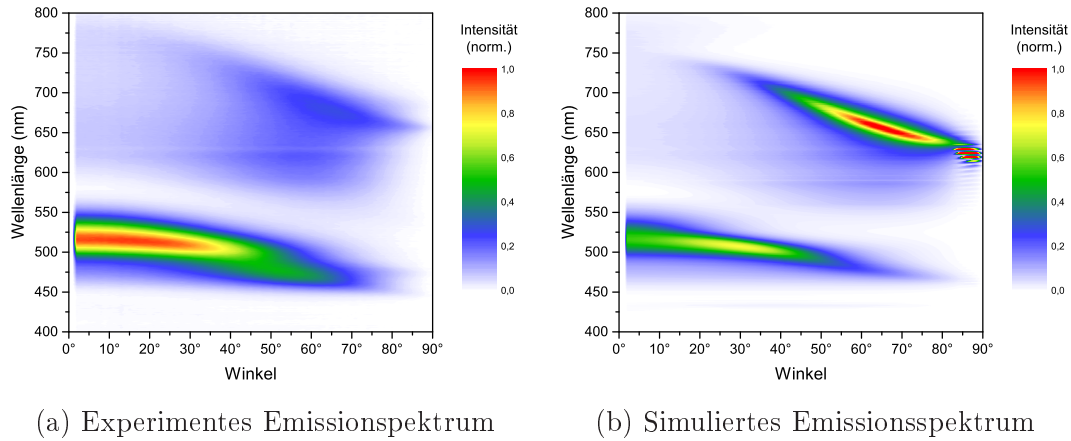 800
750
700
650
600
550
500
450
400
Wellenlänge (nm)
0° 10° 20° 30° 40° 50° 60° 70° 80° 90°
Winkel
Intensität
(norm.)
1,0
0,8
0,6
0,4
0,2
0,0
(a) Experimentes Emissionspektrum
800
750
700
650
600
550
500
450
400
Wellenlänge (nm)
0° 10° 20° 30° 40° 50° 60° 70° 80° 90°
Winkel
Intensität
(norm.)
1,0
0,8
0,6
0,4
0,2
0,0
(b) Simuliertes Emissionsspektrum